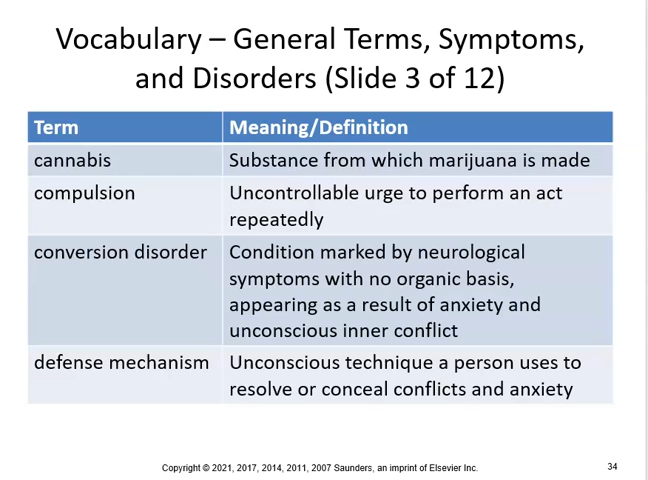 Vocabulary – General Terms, Symptoms,
and Disorders (Slide 3 of 12)
Term Meaning/Definition
cannabis Substance from which marijuana is made
compulsion Uncontrollable urge to perform an act
repeatedly
conversion disorder Condition marked by neurological
symptoms with no organic basis,
appearing as a result of anxiety and
unconscious inner conflict
defense mechanism Unconscious technique a person uses to
resolve or conceal conflicts and anxiety
Copyright © 2021, 2017, 2014, 2011, 2007 Saunders, an imprint of Elsevier Inc. 34